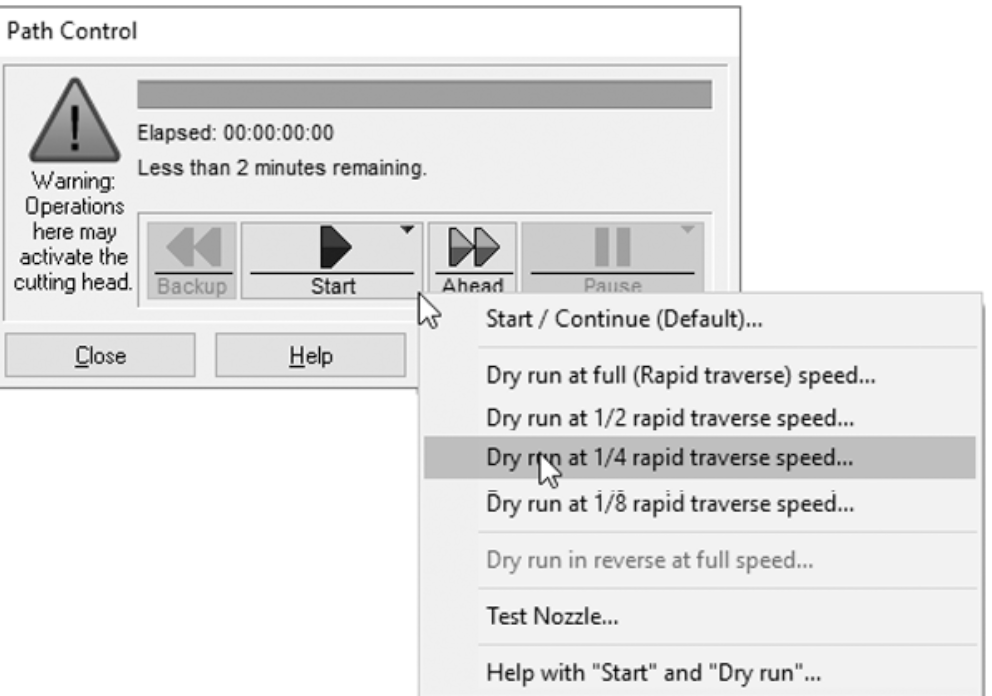 Path Control
Elapsed: 00:00:00:00
Less than 2 minutes remaining.
Warning:
Operations
here may
activate the
cutting head.
Backup
Start
Ahead
Pause
Close
Help
Start / Continue (Default)...
Dry run at full (Rapid traverse) speed...
Dry run at 1/2 rapid traverse speed...
Dry run at 1/4 rapid traverse speed...
Dry run at 1/8 rapid traverse speed...
Dry run in reverse at full speed...
Test Nozzle...
Help with "Start" and "Dry run"...